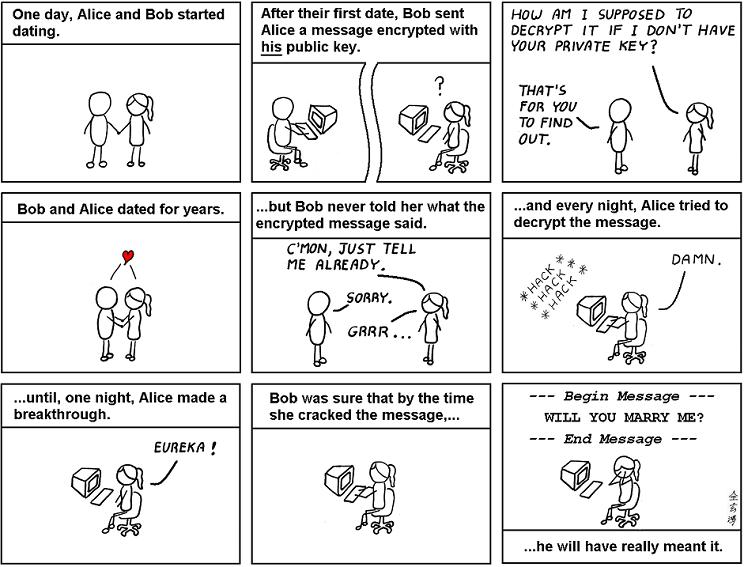 One day, Alice and Bob started
dating.
After their first date, Bob sent
Alice a message encrypted with
his public key.
?
HOW AM I SUPPOSED TO
DECRYPT IT IF I DON'T HAVE
YOUR PRIVATE KEY?
THAT'S
FOR YOU
TO FIND
OUT.
Bob and Alice dated for years.
...but Bob never told her what the
encrypted message said.
C'MON, JUST TELL
ME ALREADY.
SORRY.
GRRR...
...and every night, Alice tried to
decrypt the message.
*HACK*
*HACK*
*HACK*
DAMN.
...until, one night, Alice made a
breakthrough.
EUREKA!
Bob was sure that by the time
she cracked the message,...
--- Begin Message ---
WILL YOU MARRY ME?
--- End Message ---
...he will have really meant it.